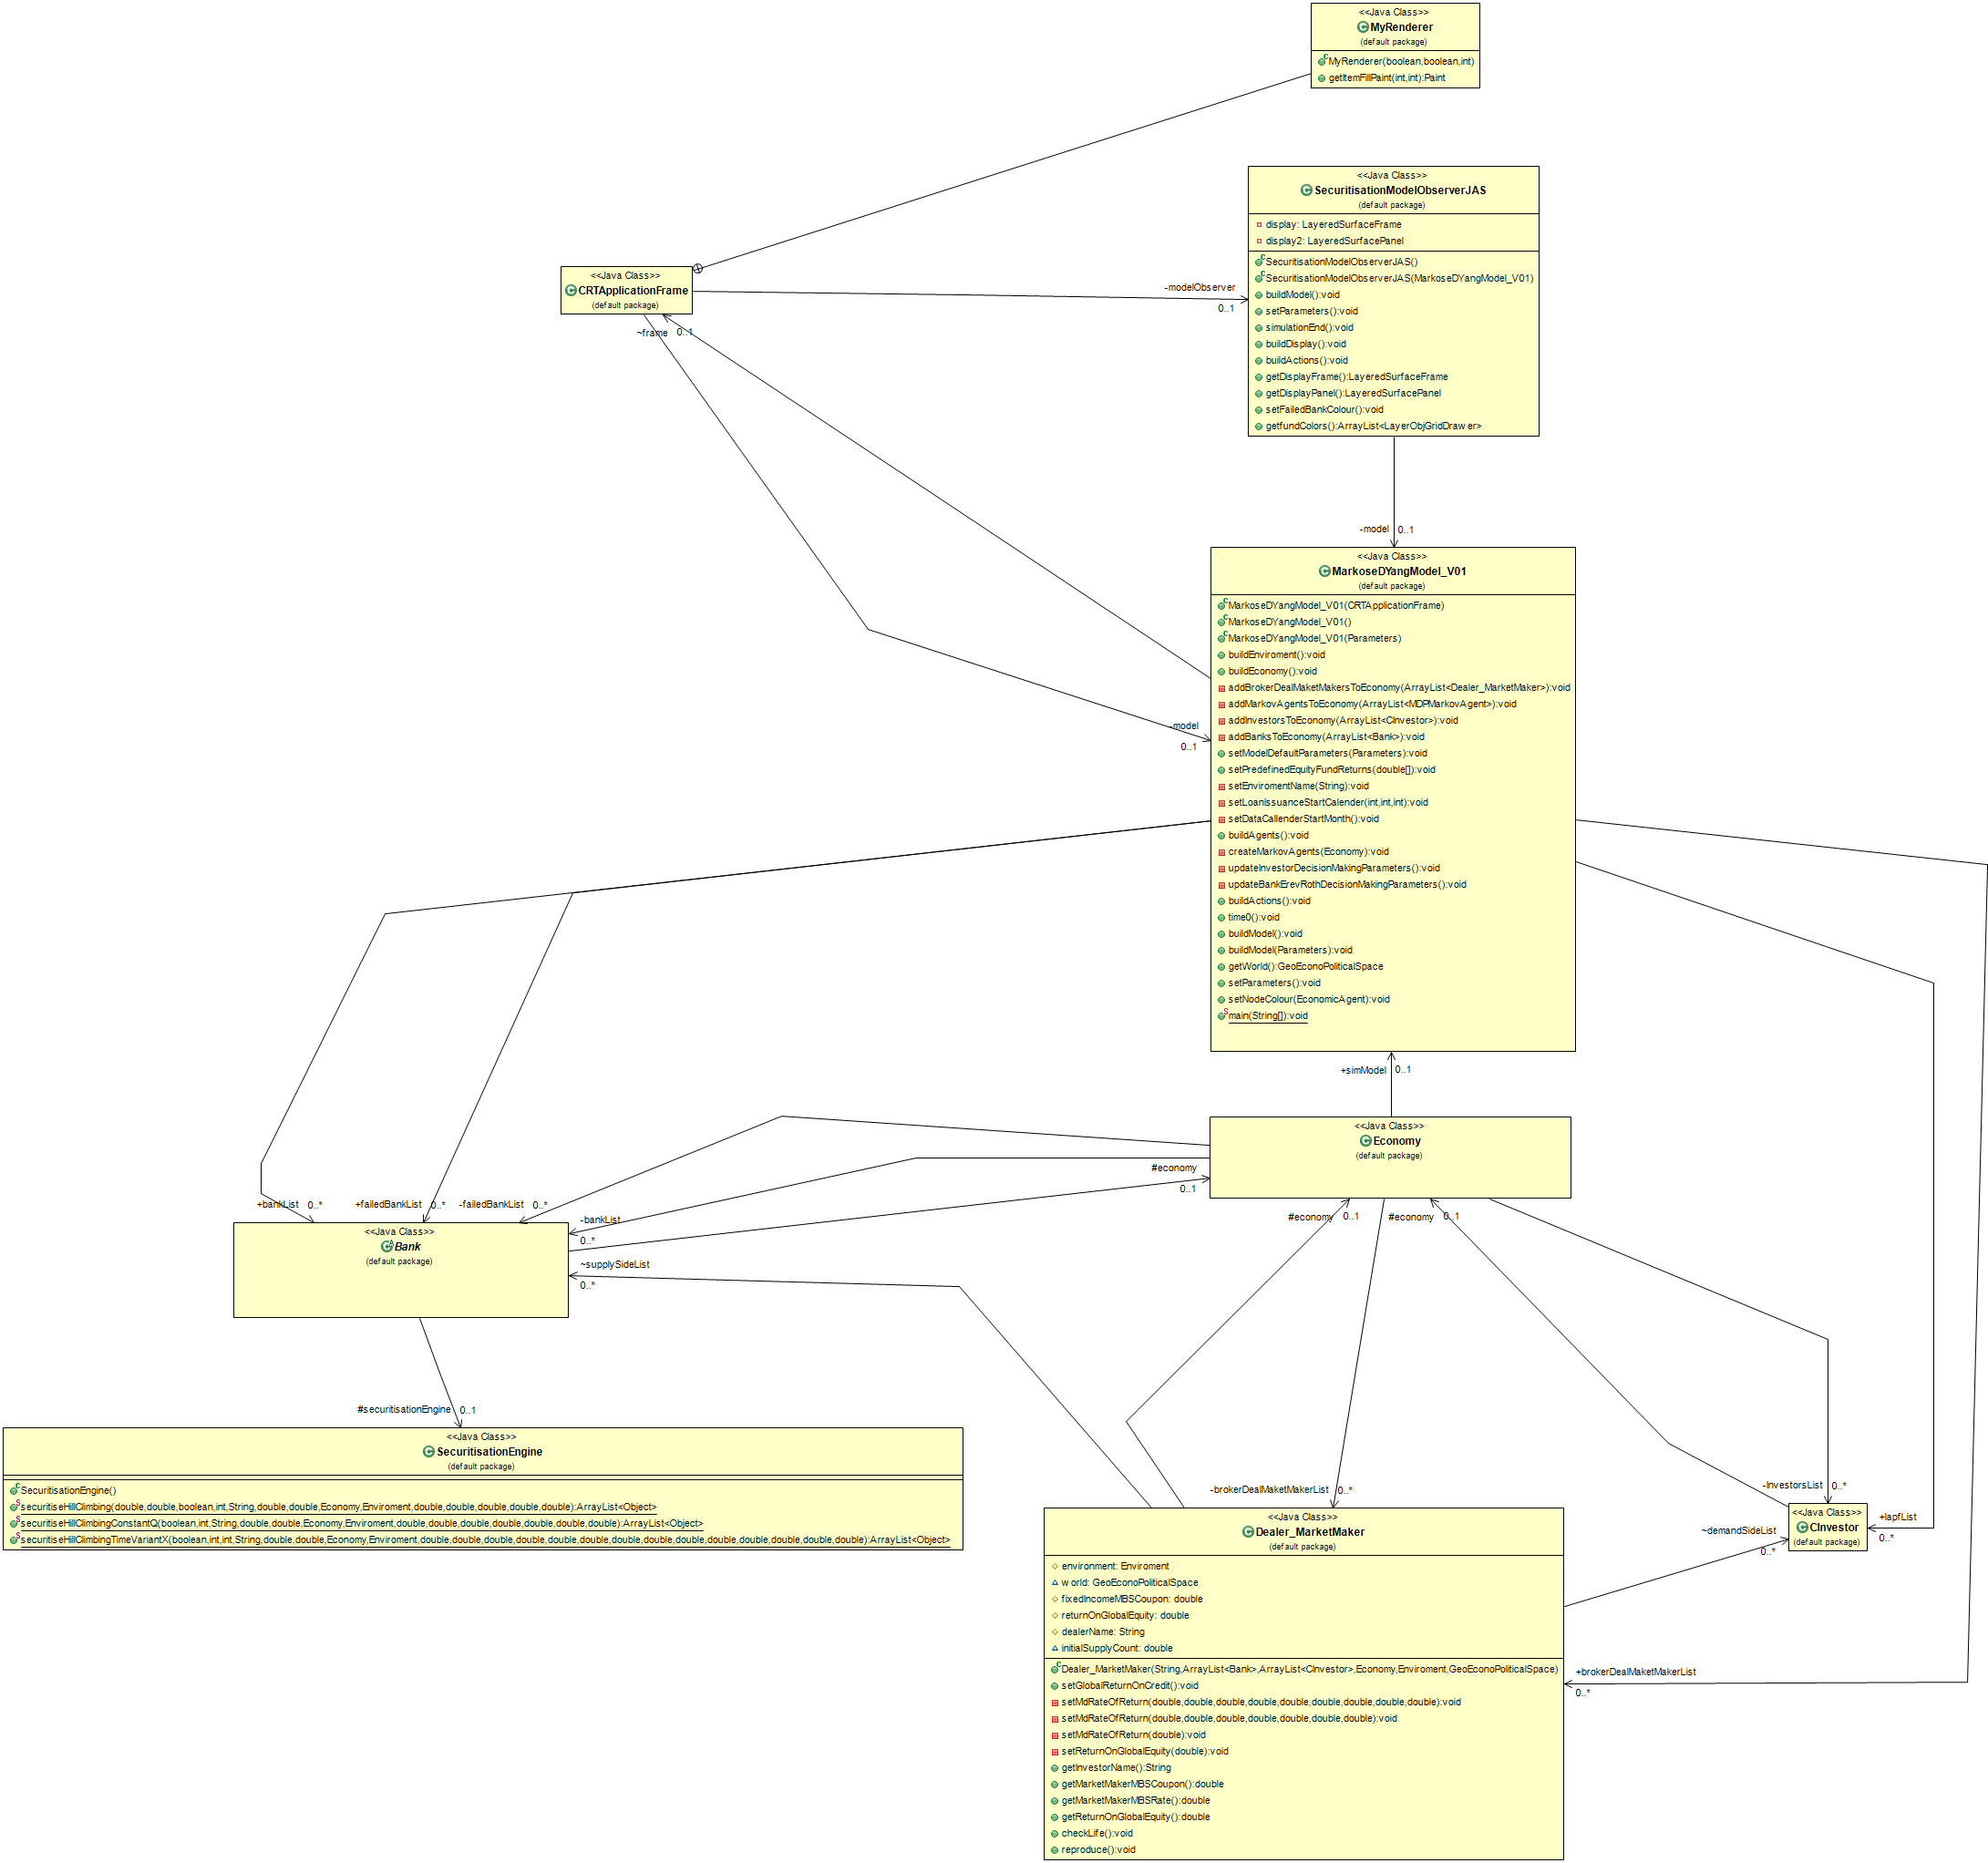 <<Java Class>>
MyRenderer
(default package)
MyRenderer(boolean,boolean,int)
getItemFillPaint(int,int):Paint
<<Java Class>>
SecuritisationModelObserverJAS
(default package)
display: LayeredSurfaceFrame
display2: LayeredSurfacePanel
SecuritisationModelObserverJAS()
SecuritisationModelObserverJAS(MarkoseDYangModel_V01)
buildModel():void
setParameters():void
simulationEnd():void
buildDisplay():void
buildActions():void
getDisplayFrame():LayeredSurfaceFrame
getDisplayPanel():LayeredSurfacePanel
setFailedBankColour():void
getfundColors():ArrayList<LayerObjGridDrawer>
<<Java Class>>
CRTApplicationFrame
(default package)
-modelObserver
0..1
~frame
0..1
-model
0..1
-model
0..1
<<Java Class>>
MarkoseDYangModel_V01
(default package)
MarkoseDYangModel_V01(CRTApplicationFrame)
MarkoseDYangModel_V01()
MarkoseDYangModel_V01(Parameters)
buildEnviroment():void
buildEconomy():void
addBrokerDealMaketMakersToEconomy(ArrayList<Dealer_MarketMaker>):void
addMarkovAgentsToEconomy(ArrayList<MDPMarkovAgent>):void
addInvestorsToEconomy(ArrayList<CInvestor>):void
addBanksToEconomy(ArrayList<Bank>):void
setModelDefaultParameters(Parameters):void
setPredefinedEquityFundReturns(double[]):void
setEnviromentName(String):void
setLoanIssuanceStartCalender(int,int,int):void
setDataCallenderStartMonth():void
buildAgents():void
createMarkovAgents(Economy):void
updateInvestorDecisionMakingParameters():void
updateBankErevRothDecisionMakingParameters():void
buildActions():void
time0():void
buildModel():void
buildModel(Parameters):void
getWorld():GeoEconoPoliticalSpace
setParameters():void
setNodeColour(EconomicAgent):void
main(String[]):void
+simModel
0..1
<<Java Class>>
Economy
(default package)
#economy
0..1
+bankList
0..*
+failedBankList
0..*
-failedBankList
0..*
-bankList
0..*
#economy
0..1
#economy
0..1
<<Java Class>>
Bank
(default package)
~supplySideList
0..*
#securitisationEngine
0..1
<<Java Class>>
SecuritisationEngine
(default package)
SecuritisationEngine()
securitiseHillClimbing(double,double,boolean,int,String,double,double,Economy,Enviroment,double,double,double,double,double):ArrayList<Object>
securitiseHillClimbingConstantQ(boolean,int,String,double,double,Economy,Enviroment,double,double,double,double,double,double,double):ArrayList<Object>
securitiseHillClimbingTimeVariantX(boolean,int,int,String,double,double,Economy,Enviroment,double,double,double,double,double,double,double,double,double,double,double,double,double,double):ArrayList<Object>
-brokerDealMaketMakerList
0..*
-InvestorsList
0..*
+lapfList
0..*
~demandSideList
0..*
<<Java Class>>
CInvestor
(default package)
<<Java Class>>
Dealer_MarketMaker
(default package)
environment: Enviroment
world: GeoEconoPoliticalSpace
fixedIncomeMBSCoupon: double
returnOnGlobalEquity: double
dealerName: String
initialSupplyCount: double
Dealer_MarketMaker(String,ArrayList<Bank>,ArrayList<CInvestor>,Economy,Enviroment,GeoEconoPoliticalSpace)
setGlobalReturnOnCredit():void
setMdRateOfReturn(double,double,double,double,double,double,double,double,double):void
setMdRateOfReturn(double,double,double,double,double,double,double):void
setMdRateOfReturn(double):void
setReturnOnGlobalEquity(double):void
getInvestorName():String
getMarketMakerMBSCoupon():double
getMarketMakerMBSRate():double
getReturnOnGlobalEquity():double
checkLife():void
reproduce():void
+brokerDealMaketMakerList
0..*